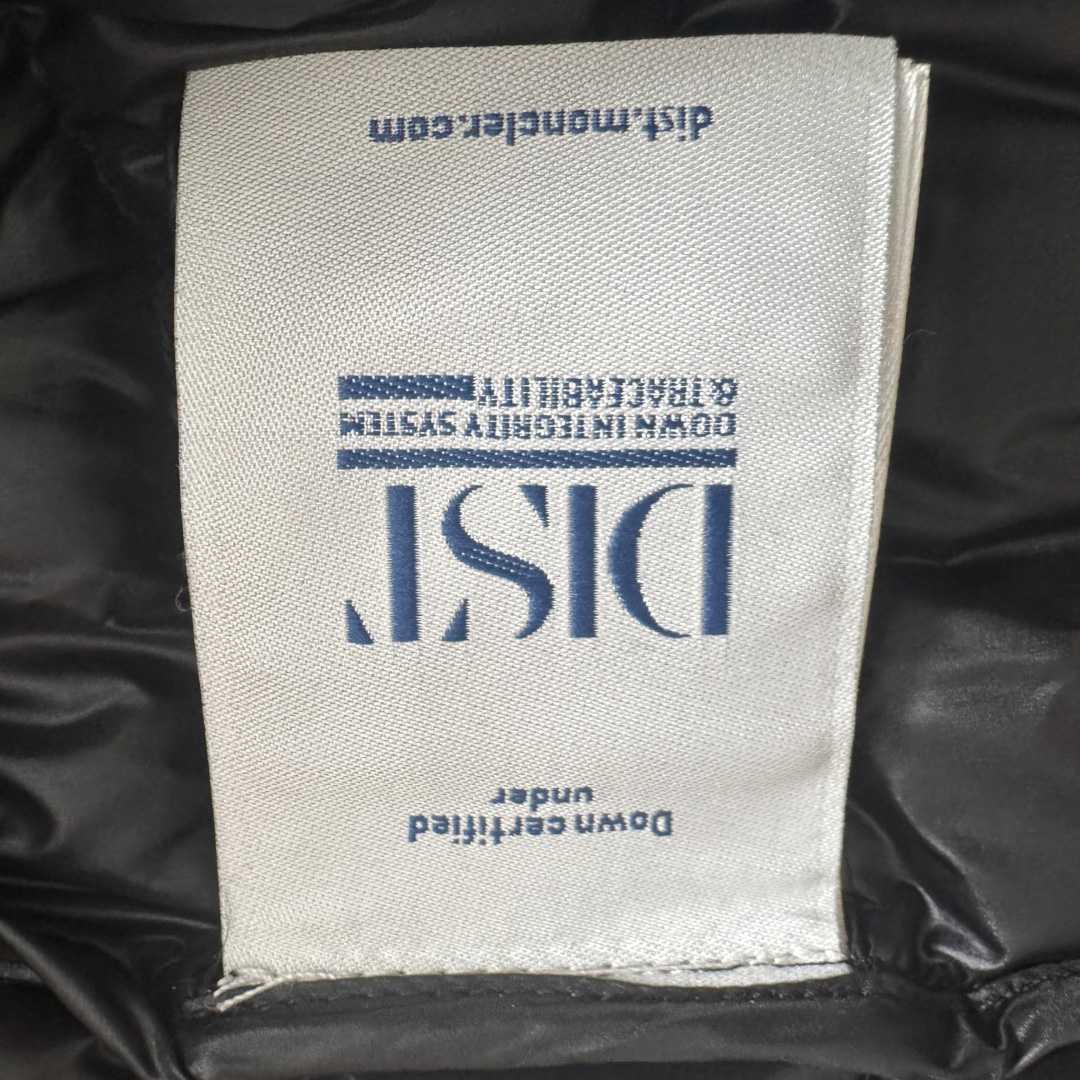 Down certified
under
DIST
DOWN INTEGRITY SYSTEM
& TRACEABILITY
dist.moncler.com